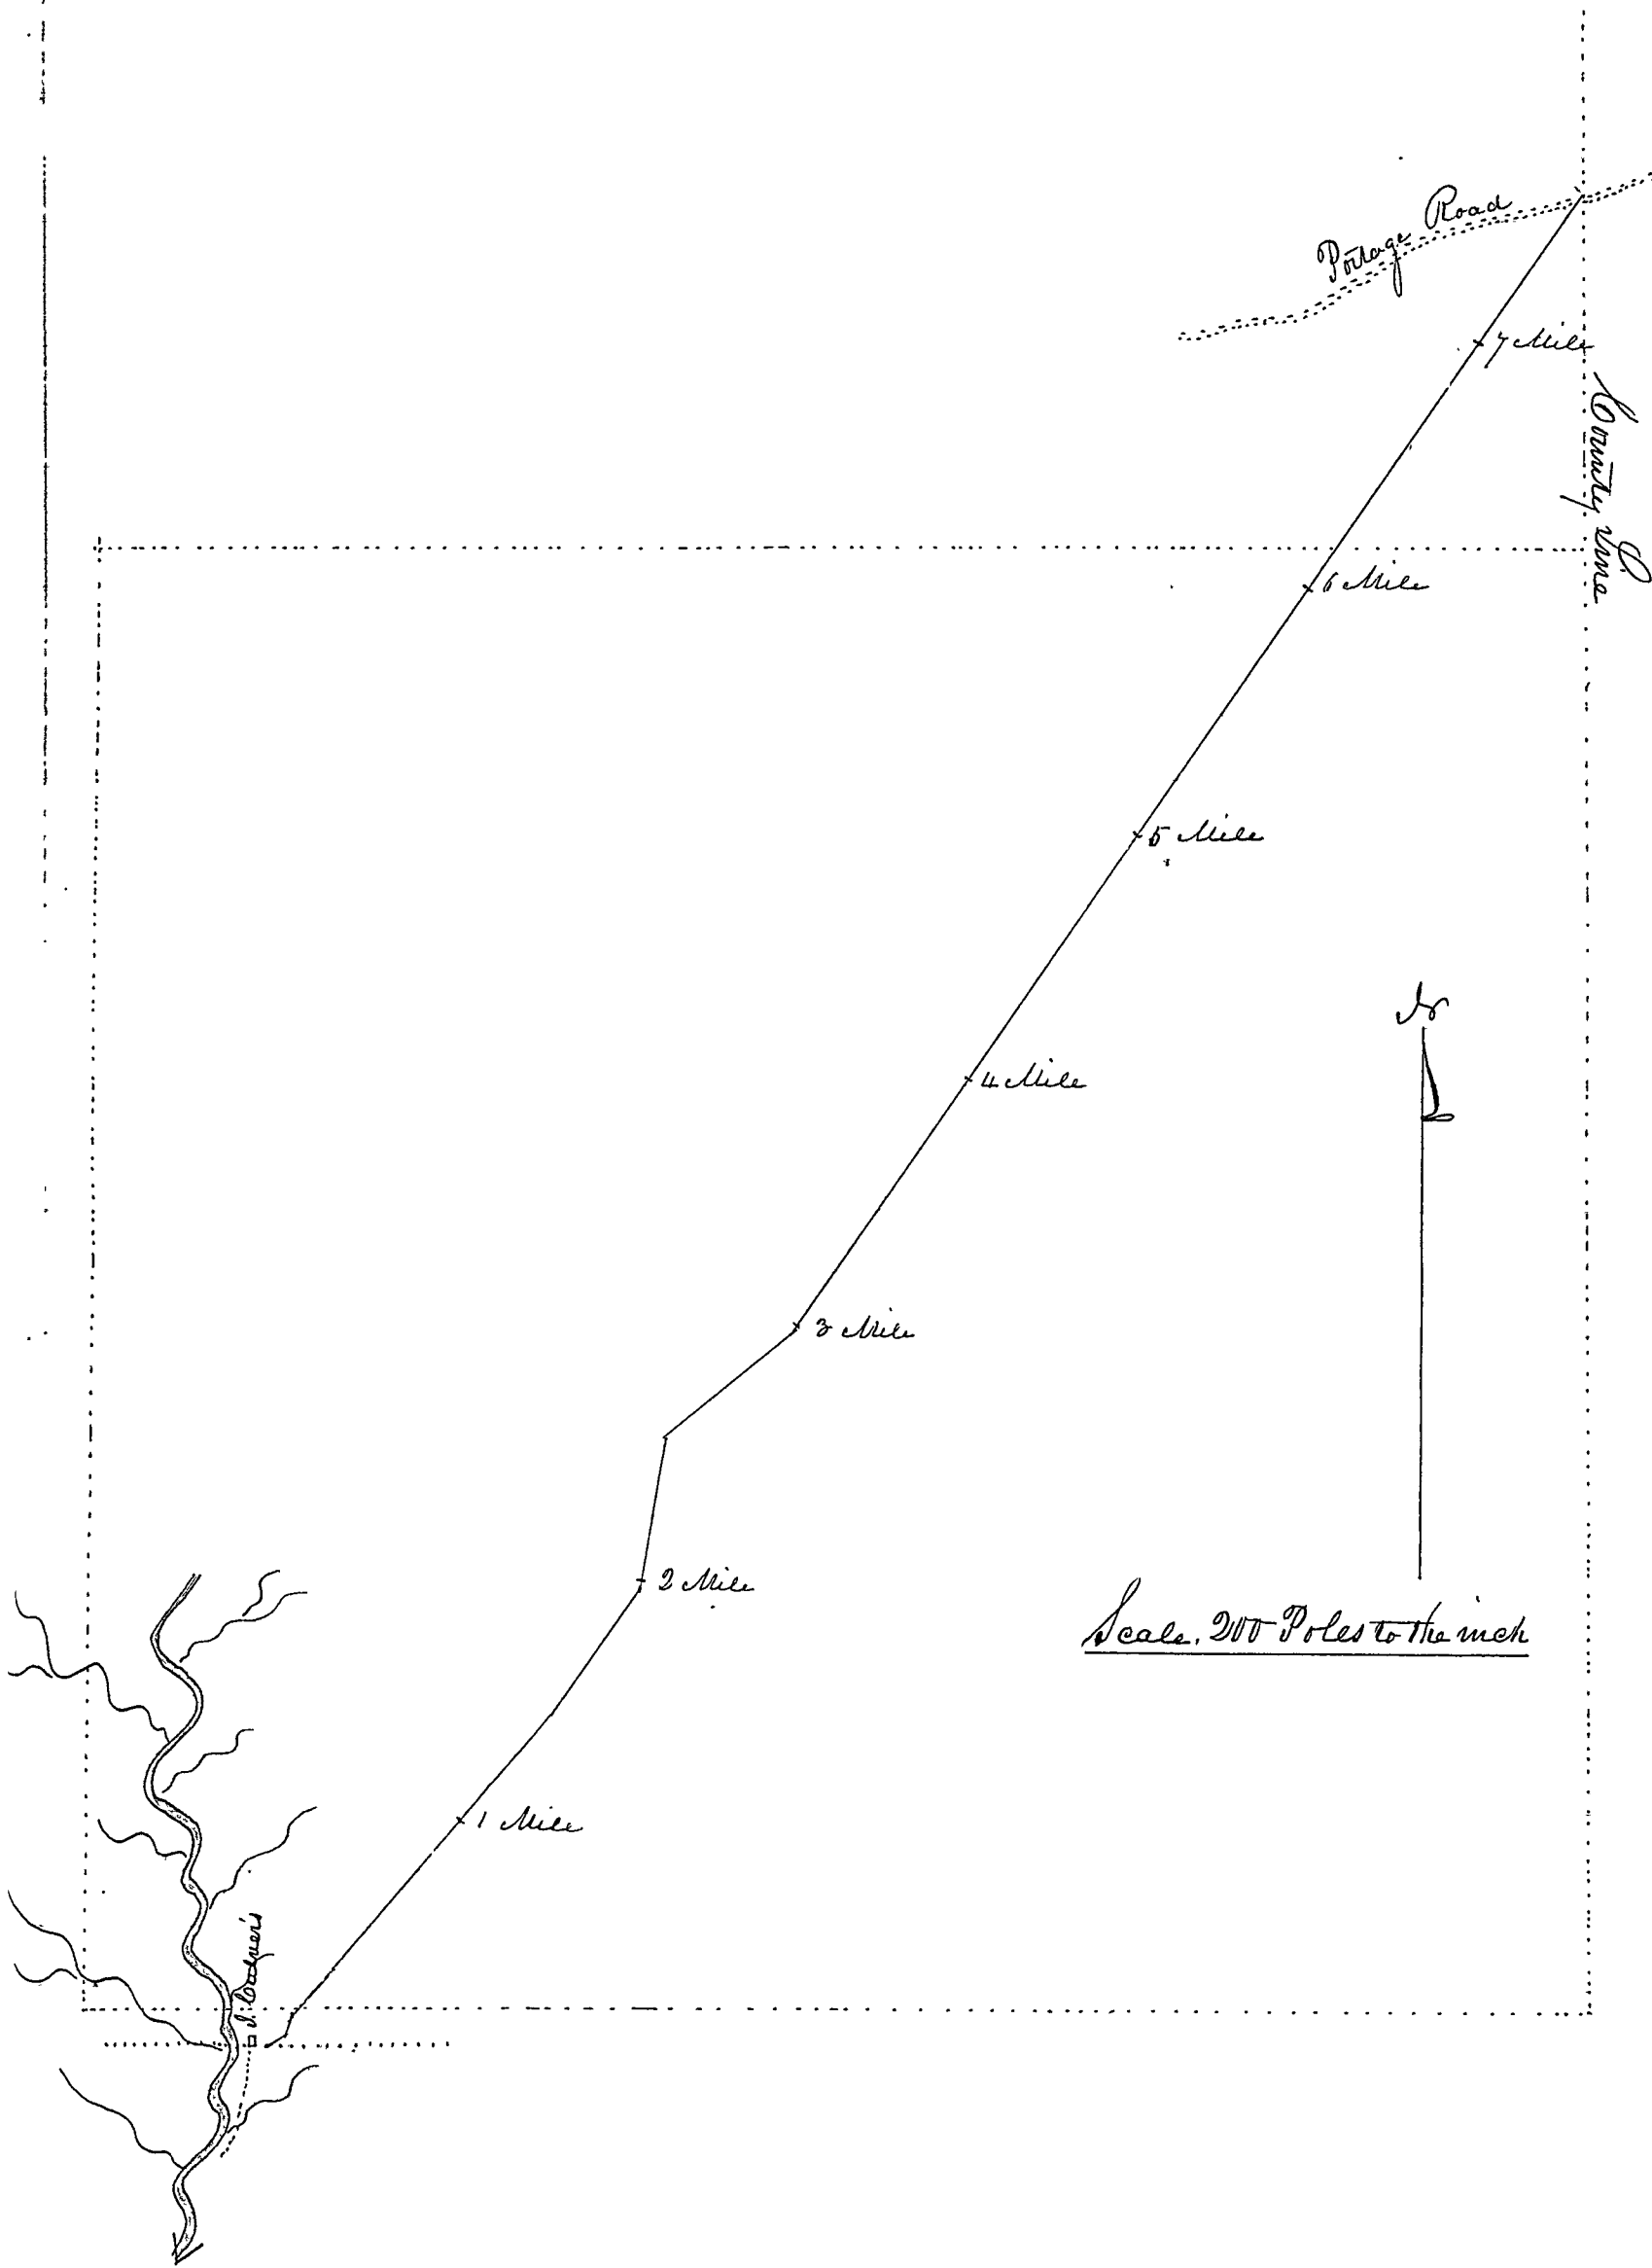 Portage Road
7 Mile
County Line
6 Mile
5 Mile
N
4 Mile
3 Mile
2 Mile
Scale. 200 Poles to the inch
1 Mile